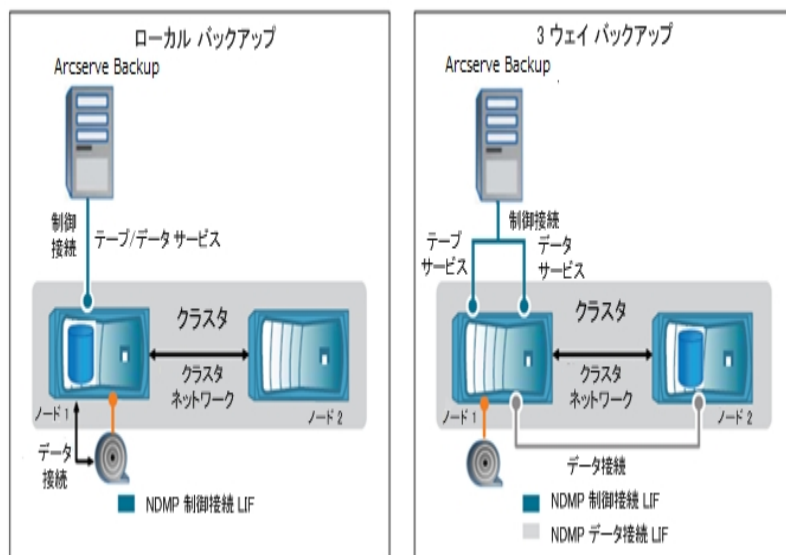 ローカル バックアップ
Arcserve Backup
制御
接続
テープ/データ サービス
クラスタ
クラスタ
ネットワーク
ノード 1
ノード 2
データ
接続
NDMP 制御接続 LIF
3 ウェイ バックアップ
Arcserve Backup
制御接続
テープ
サービス
データ
サービス
クラスタ
クラスタ
ネットワーク
ノード 1
ノード 2
データ接続
NDMP 制御接続 LIF
NDMP データ接続 LIF